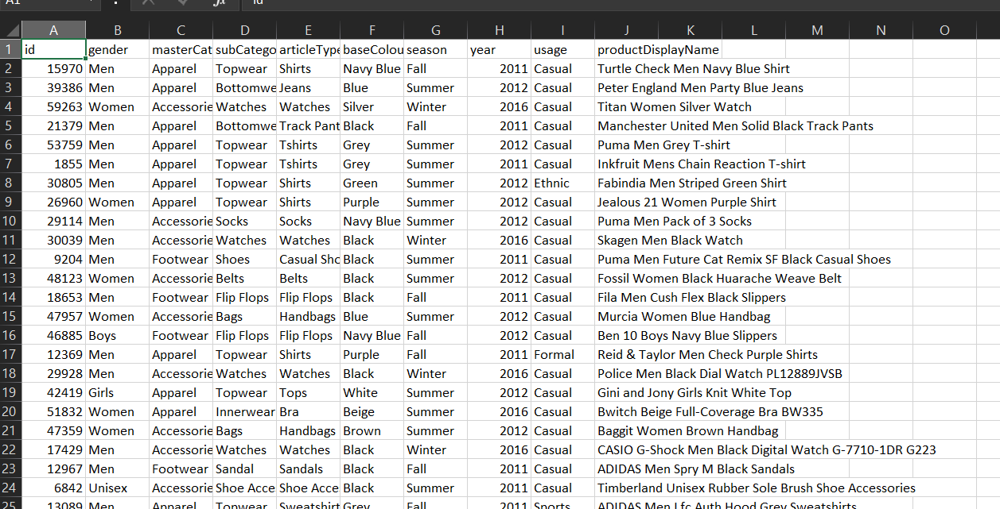 A1 fx id
A B C D E F G H I J K L M N O
1 id gender masterCat subCatego articleType baseColou season year usage productDisplayName
2 15970 Men Apparel Topwear Shirts Navy Blue Fall 2011 Casual Turtle Check Men Navy Blue Shirt
3 39386 Men Apparel Bottomwe Jeans Blue Summer 2012 Casual Peter England Men Party Blue Jeans
4 59263 Women Accessorie Watches Watches Silver Winter 2016 Casual Titan Women Silver Watch
5 21379 Men Apparel Bottomwe Track Pant Black Fall 2011 Casual Manchester United Men Solid Black Track Pants
6 53759 Men Apparel Topwear Tshirts Grey Summer 2012 Casual Puma Men Grey T-shirt
7 1855 Men Apparel Topwear Tshirts Grey Summer 2011 Casual Inkfruit Mens Chain Reaction T-shirt
8 30805 Men Apparel Topwear Shirts Green Summer 2012 Ethnic Fabindia Men Striped Green Shirt
9 26960 Women Apparel Topwear Shirts Purple Summer 2012 Casual Jealous 21 Women Purple Shirt
10 29114 Men Accessorie Socks Socks Navy Blue Summer 2012 Casual Puma Men Pack of 3 Socks
11 30039 Men Accessorie Watches Watches Black Winter 2016 Casual Skagen Men Black Watch
12 9204 Men Footwear Shoes Casual Sho Black Summer 2011 Casual Puma Men Future Cat Remix SF Black Casual Shoes
13 48123 Women Accessorie Belts Belts Black Summer 2012 Casual Fossil Women Black Huarache Weave Belt
14 18653 Men Footwear Flip Flops Flip Flops Black Fall 2011 Casual Fila Men Cush Flex Black Slippers
15 47957 Women Accessorie Bags Handbags Blue Summer 2012 Casual Murcia Women Blue Handbag
16 46885 Boys Footwear Flip Flops Flip Flops Navy Blue Fall 2012 Casual Ben 10 Boys Navy Blue Slippers
17 12369 Men Apparel Topwear Shirts Purple Fall 2011 Formal Reid & Taylor Men Check Purple Shirts
18 29928 Men Accessorie Watches Watches Black Winter 2016 Casual Police Men Black Dial Watch PL12889JVSB
19 42419 Girls Apparel Topwear Tops White Summer 2012 Casual Gini and Jony Girls Knit White Top
20 51832 Women Apparel Innerwear Bra Beige Summer 2016 Casual Bwitch Beige Full-Coverage Bra BW335
21 47359 Women Accessorie Bags Handbags Brown Summer 2012 Casual Baggit Women Brown Handbag
22 17429 Men Accessorie Watches Watches Black Winter 2016 Casual CASIO G-Shock Men Black Digital Watch G-7710-1DR G223
23 12967 Men Footwear Sandal Sandals Black Fall 2011 Casual ADIDAS Men Spry M Black Sandals
24 6842 Unisex Accessorie Shoe Acce Shoe Acce Black Summer 2011 Casual Timberland Unisex Rubber Sole Brush Shoe Accessories
25 13089 Men Apparel Topwear Sweatshirt Grey Fall 2011 Sports ADIDAS Men Lfc Auth Hood Grey Sweatshirts